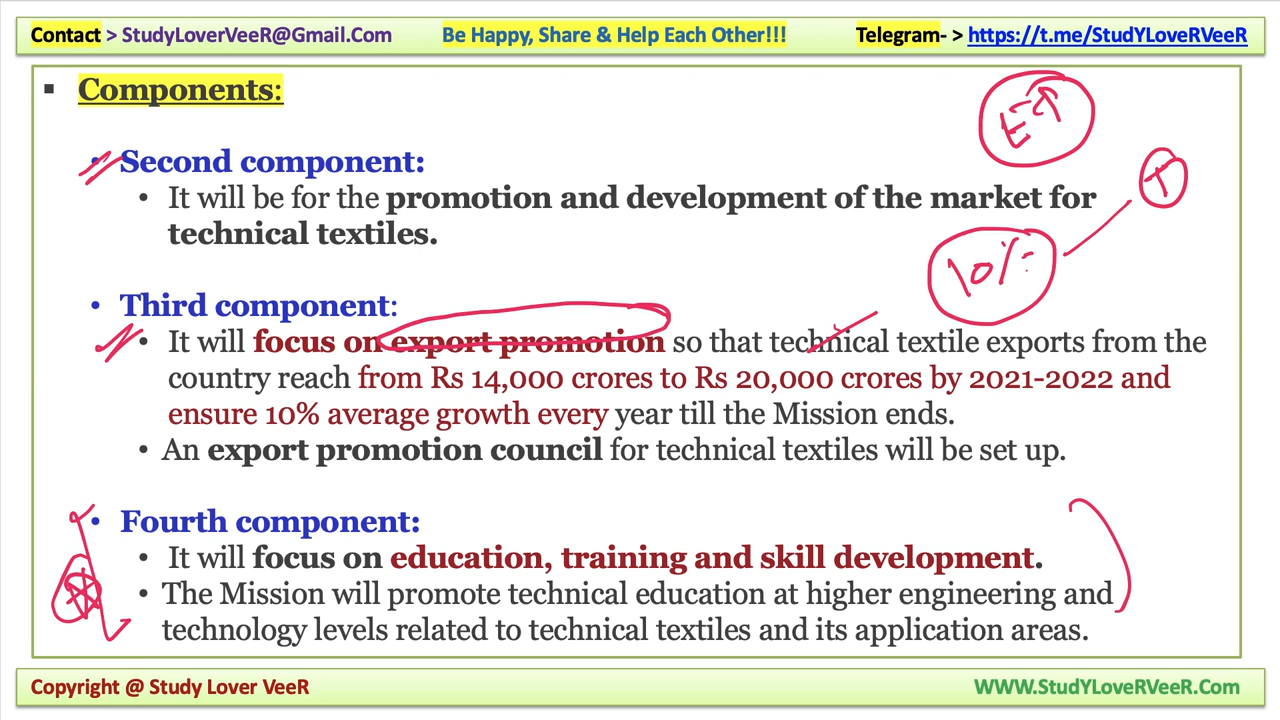 Contact > StudyLoverVeeR@Gmail.Com Be Happy, Share & Help Each Other!!! Telegram- > https://t.me/StudYLoveRVeeR
▪ Components:
• Second component:
• It will be for the promotion and development of the market for
technical textiles.
10%
• Third component:
• It will focus on export promotion so that technical textile exports from the
country reach from Rs 14,000 crores to Rs 20,000 crores by 2021-2022 and
ensure 10% average growth every year till the Mission ends.
• An export promotion council for technical textiles will be set up.
• Fourth component:
• It will focus on education, training and skill development.
• The Mission will promote technical education at higher engineering and
technology levels related to technical textiles and its application areas.
Copyright @ Study Lover VeeR WWW.StudYLoveRVeeR.Com